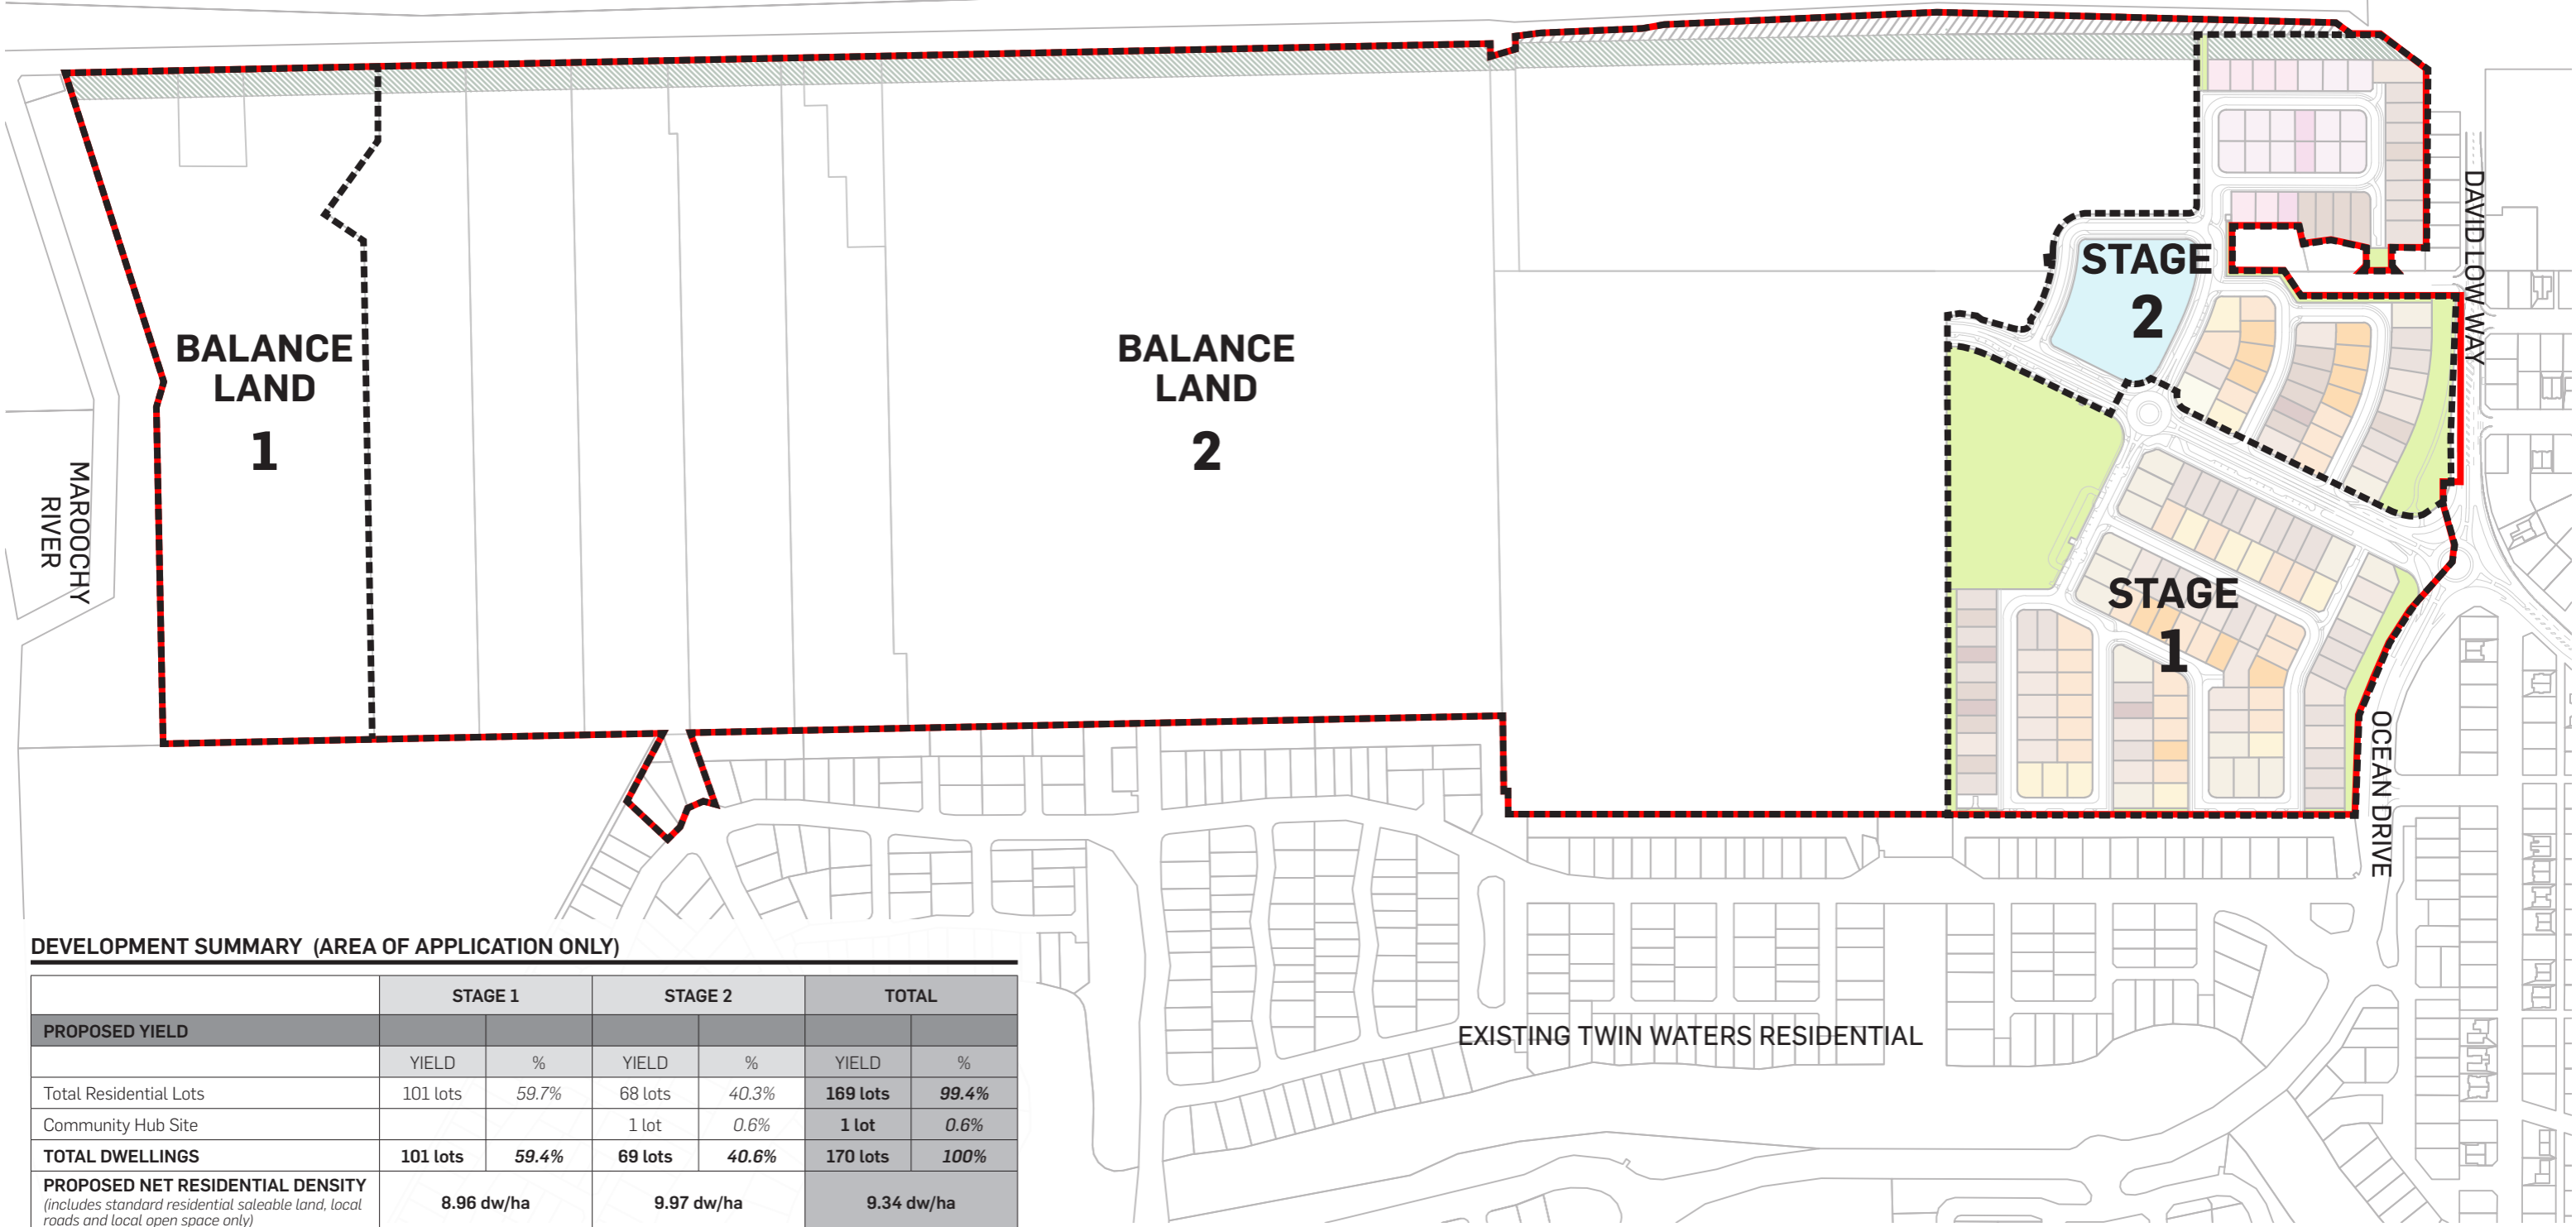 BALANCE
LAND
1
BALANCE
LAND
2
STAGE
2
STAGE
1
MAROOCHY
RIVER
DAVID LOW WAY
OCEAN DRIVE
EXISTING TWIN WATERS RESIDENTIAL
DEVELOPMENT SUMMARY (AREA OF APPLICATION ONLY)
STAGE 1 STAGE 2 TOTAL
PROPOSED YIELD
YIELD % YIELD % YIELD %
Total Residential Lots 101 lots 59.7% 68 lots 40.3% 169 lots 99.4%
Community Hub Site 1 lot 0.6% 1 lot 0.6%
TOTAL DWELLINGS 101 lots 59.4% 69 lots 40.6% 170 lots 100%
PROPOSED NET RESIDENTIAL DENSITY
(includes standard residential saleable land, local
roads and local open space only)
8.96 dw/ha 9.97 dw/ha 9.34 dw/ha